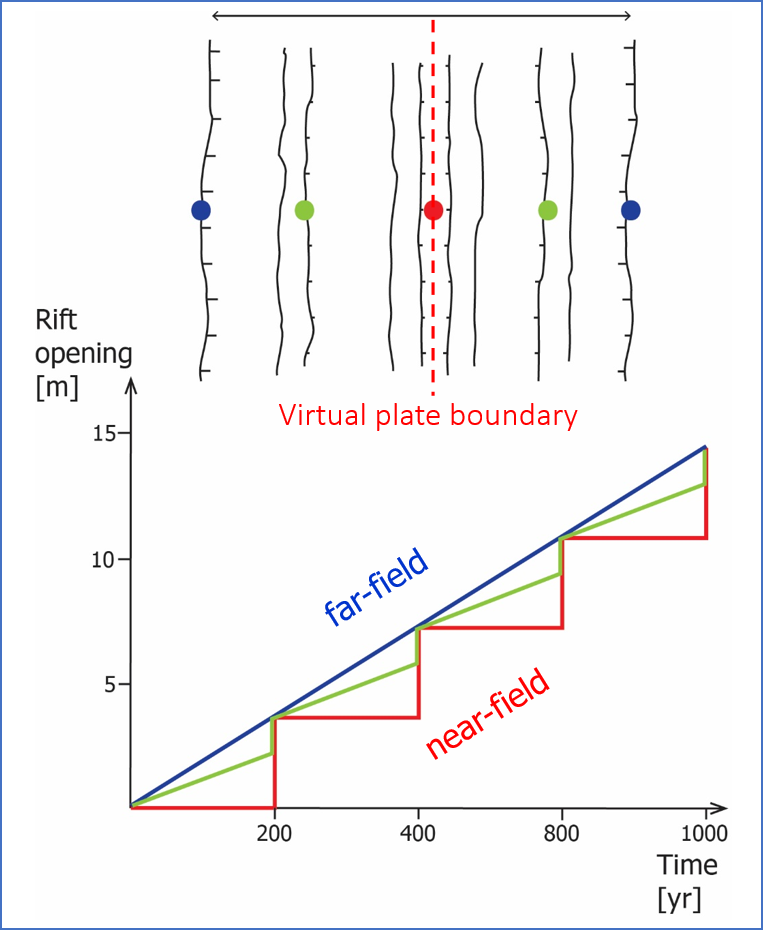 Virtual plate boundary
Rift
opening
[m]
15
10
5
far-field
near-field
200
400
800
1000
Time
[yr]